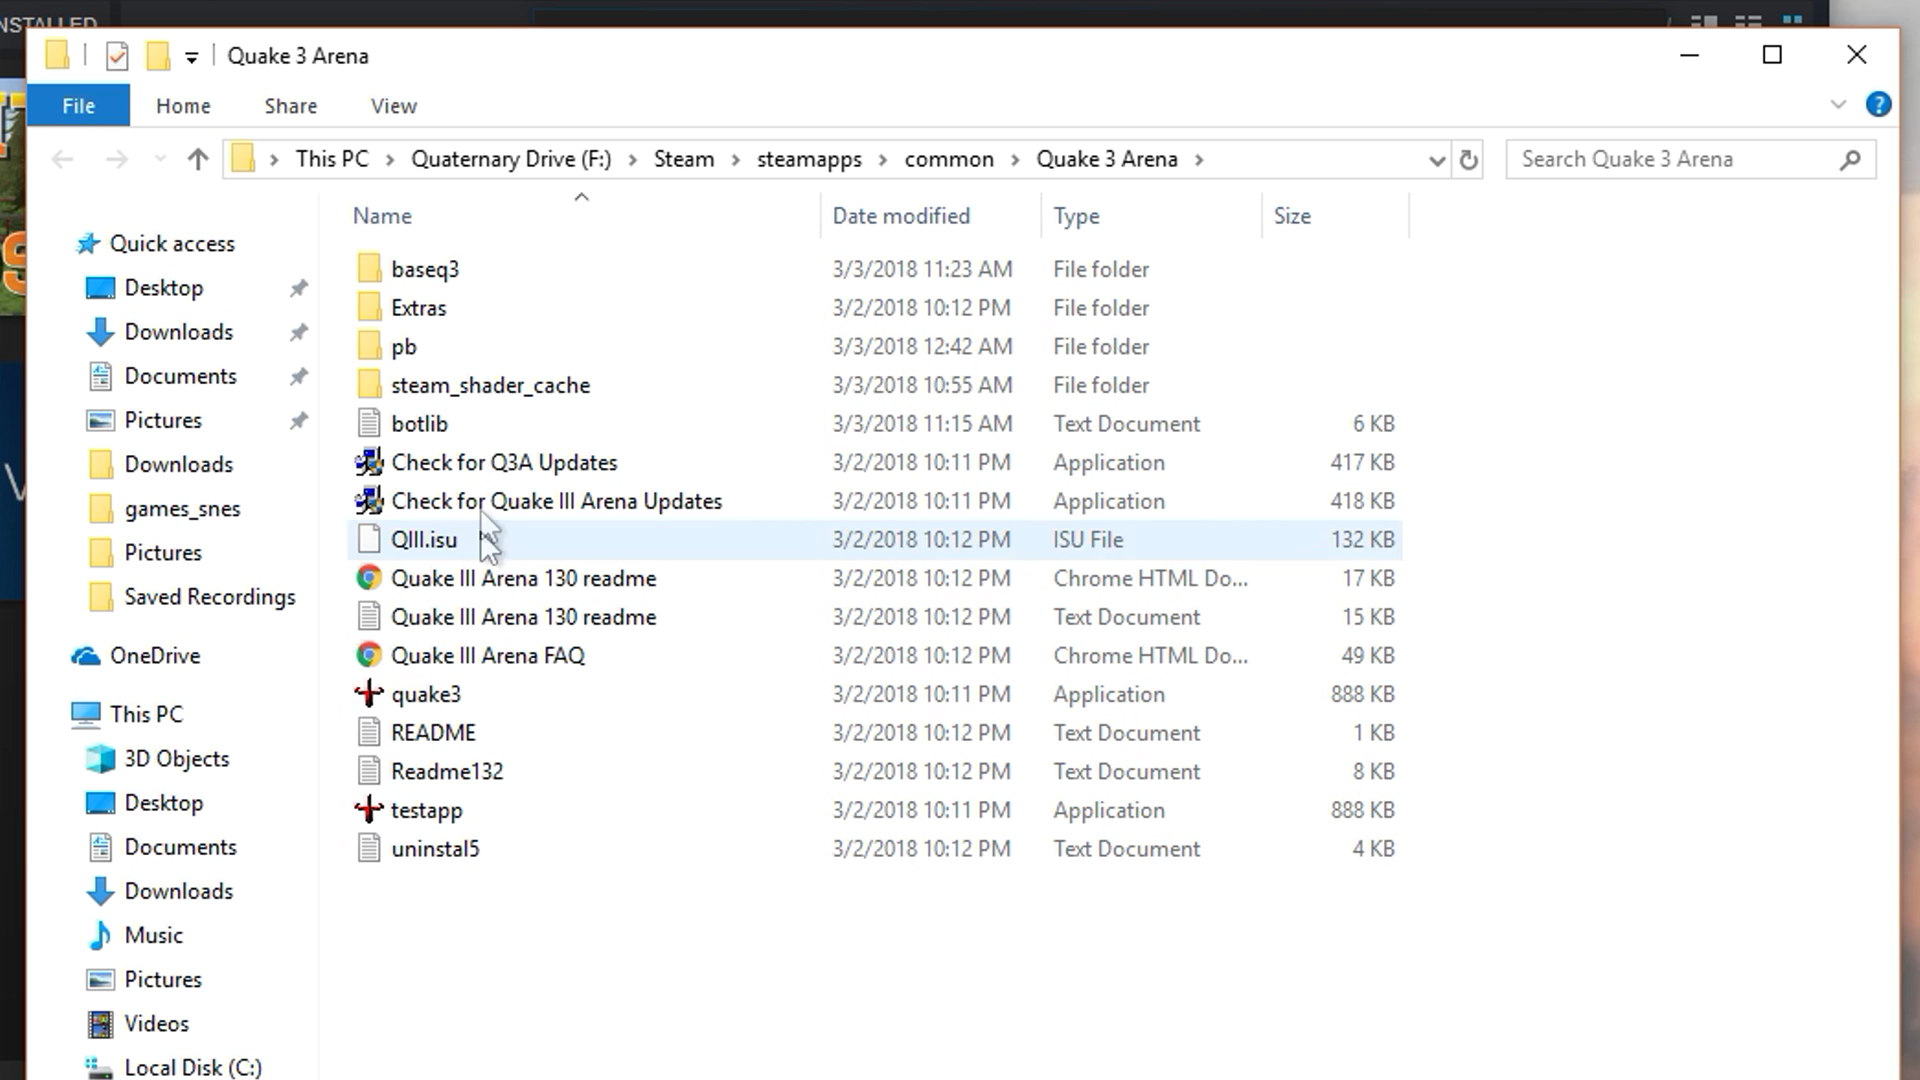 NSTALLED
Quake 3 Arena
File Home Share View
This PC Quaternary Drive (F:) Steam steamapps common Quake 3 Arena Search Quake 3 Arena
Name Date modified Type Size
Quick access
Desktop
Downloads
Documents
Pictures
Downloads
games_snes
Pictures
Saved Recordings
OneDrive
This PC
3D Objects
Desktop
Documents
Downloads
Music
Pictures
Videos
Local Disk (C:)
baseq3 3/3/2018 11:23 AM File folder
Extras 3/2/2018 10:12 PM File folder
pb 3/3/2018 12:42 AM File folder
steam_shader_cache 3/3/2018 10:55 AM File folder
botlib 3/3/2018 11:15 AM Text Document 6 KB
Check for Q3A Updates 3/2/2018 10:11 PM Application 417 KB
Check for Quake III Arena Updates 3/2/2018 10:11 PM Application 418 KB
QIII.isu 3/2/2018 10:12 PM ISU File 132 KB
Quake III Arena 130 readme 3/2/2018 10:12 PM Chrome HTML Do... 17 KB
Quake III Arena 130 readme 3/2/2018 10:12 PM Text Document 15 KB
Quake III Arena FAQ 3/2/2018 10:12 PM Chrome HTML Do... 49 KB
quake3 3/2/2018 10:11 PM Application 888 KB
README 3/2/2018 10:12 PM Text Document 1 KB
Readme132 3/2/2018 10:12 PM Text Document 8 KB
testapp 3/2/2018 10:11 PM Application 888 KB
uninstal5 3/2/2018 10:12 PM Text Document 4 KB